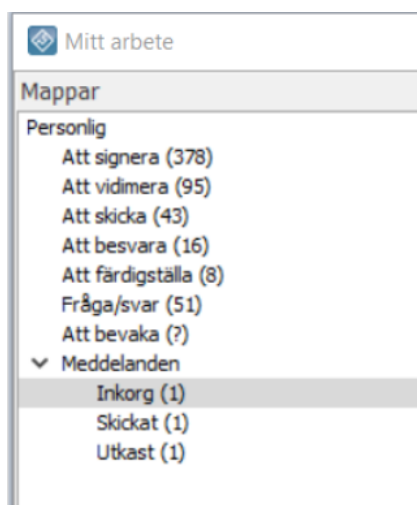 Mitt arbete
Mappar
Personlig
Att signera (378)
Att vidimera (95)
Att skicka (43)
Att besvara (16)
Att färdigställa (8)
Fråga/svar (51)
Att bevaka (?)
Meddelanden
Inkorg (1)
Skickat (1)
Utkast (1)